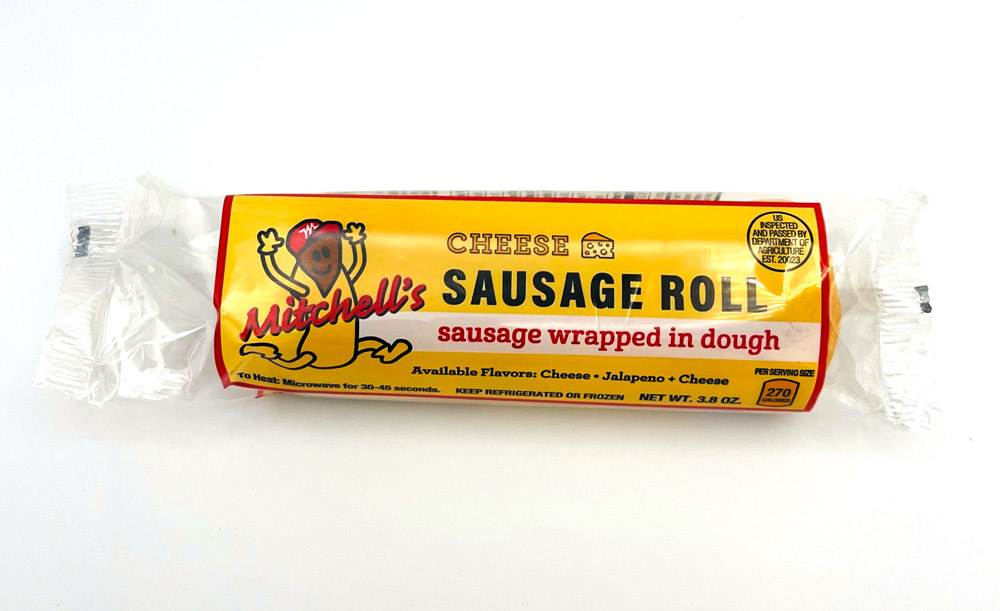 m
Mitchell's
CHEESE
SAUSAGE ROLL
sausage wrapped in dough
Available Flavors: Cheese • Jalapeno + Cheese
To Heat: Microwave for 30-45 seconds.
KEEP REFRIGERATED OR FROZEN
NET WT. 3.8 OZ.
US
INSPECTED
AND PASSED BY
DEPARTMENT OF
AGRICULTURE
EST. 20023
PER SERVING SIZE
270
CALORIES